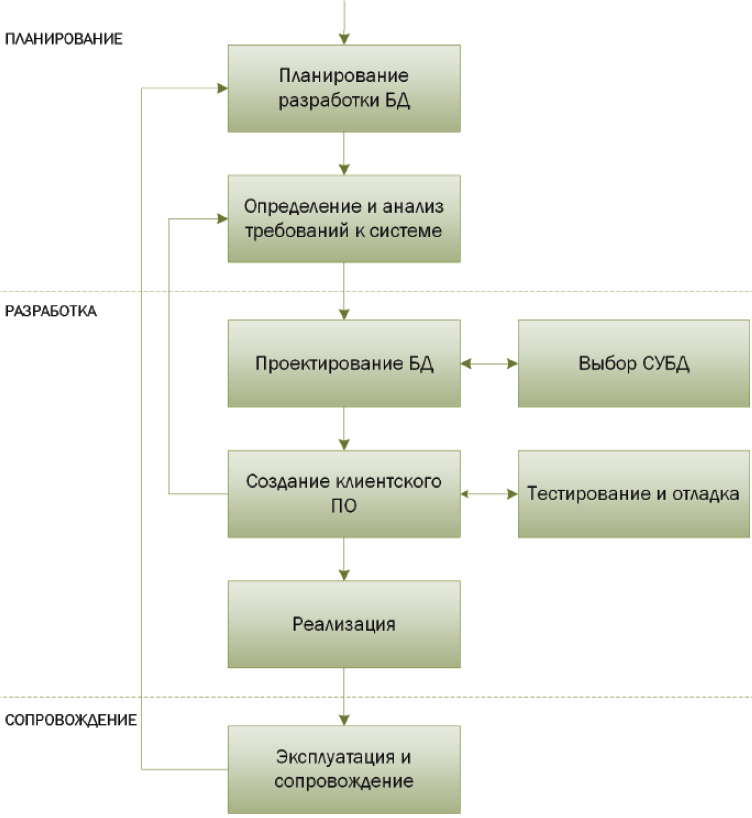 ПЛАНИРОВАНИЕ
Планирование
разработки БД
Определение и анализ
требований к системе
РАЗРАБОТКА
Проектирование БД
Выбор СУБД
Создание клиентского
ПО
Тестирование и отладка
Реализация
СОПРОВОЖДЕНИЕ
Эксплуатация и
сопровождение